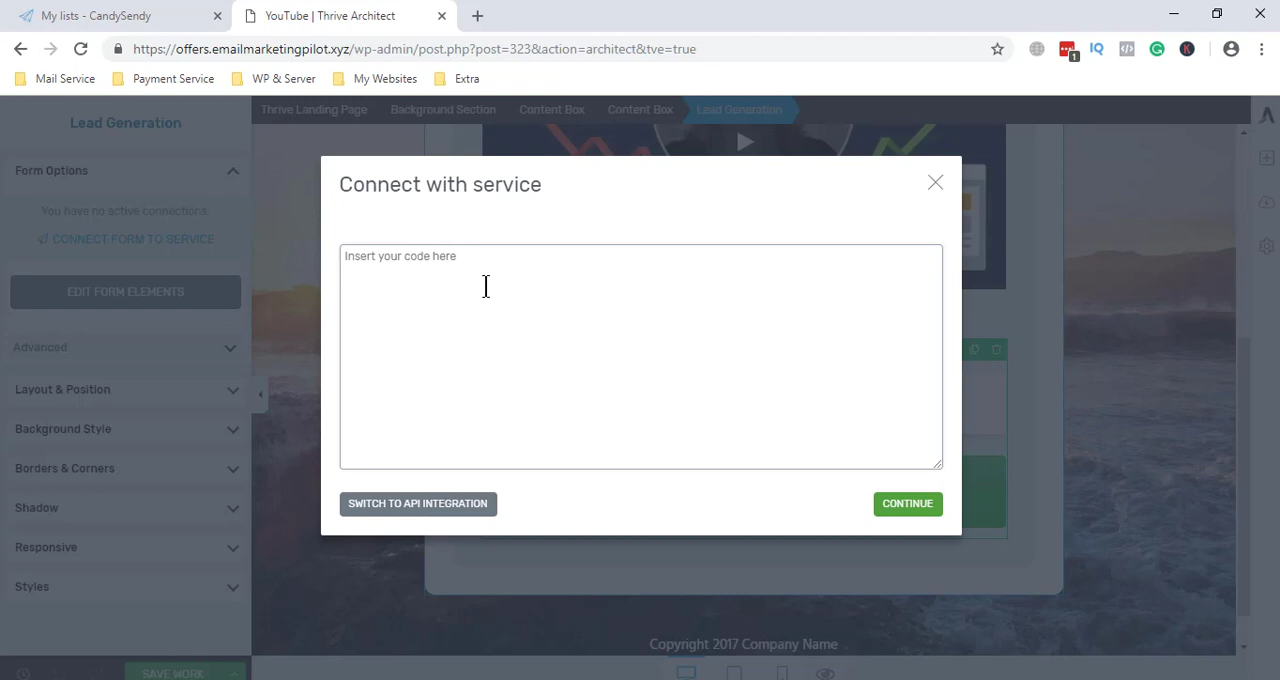 My lists - CandySendy
YouTube | Thrive Architect
https://offers.emailmarketingpilot.xyz/wp-admin/post.php?post=323&action=architect&tve=true
1
IQ
K
Mail Service
Payment Service
WP & Server
My Websites
Extra
Lead Generation
Thrive Landing Page
Background Section
Content Box
Content Box
Lead Generation
Form Options
You have no active connections.
CONNECT FORM TO SERVICE
EDIT FORM ELEMENTS
Advanced
Layout & Position
Background Style
Borders & Corners
Shadow
Responsive
Styles
SAVE WORK
Connect with service
Insert your code here
SWITCH TO API INTEGRATION
CONTINUE
Copyright 2017 Company Name